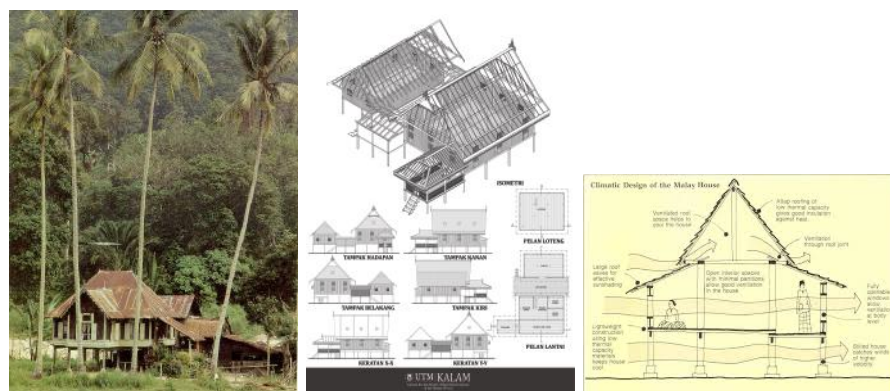 ISOMETRI
TAMPAK HADAPAN
TAMPAK KANAN
PELAN LOTENG
TAMPAK BELAKANG
TAMPAK KIRI
KERATAN X-X
KERATAN Y-Y
PELAN LANTAI
UTM KALAM
Climatic Design of the Malay House
Attap roofing of
low thermal capacity
gives good insulation
against heat.
Ventilated roof
space helps to
cool the house
Ventilation
through roof joint
Large roof
eaves for
effective
sunshading
Open interior spaces
with minimal partitions
allow good ventilation
in the house
Fully
openable
windows
allow
ventilation
at body
level
Lightweight
construction
using low
thermal
capacity
materials
keeps house
cool
Stilted house
catches winds
of higher
velocity